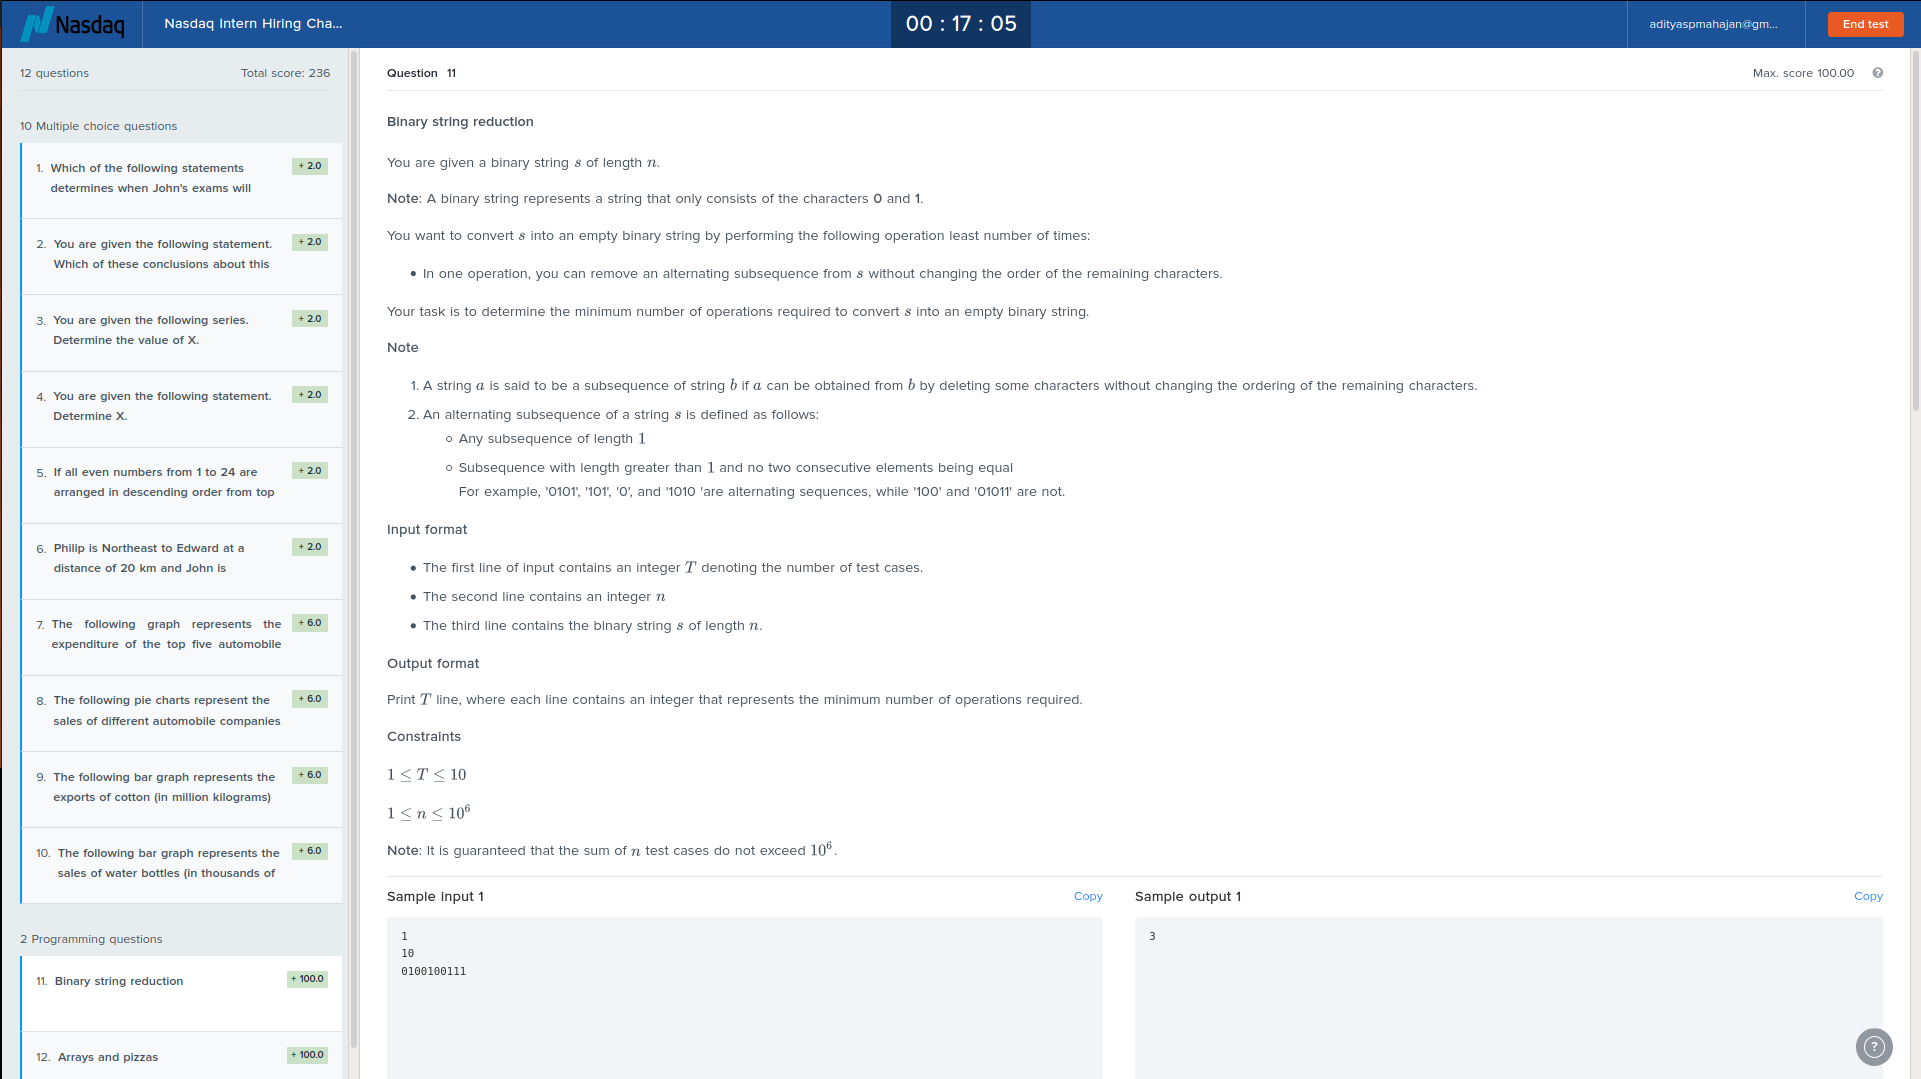 Nasdaq
Nasdaq Intern Hiring Cha...
00 : 17 : 05
adityaspmahajan@gm...
End test
12 questions
Total score: 236
10 Multiple choice questions
1. Which of the following statements
determines when John's exams will
+ 2.0
2. You are given the following statement.
Which of these conclusions about this
+ 2.0
3. You are given the following series.
Determine the value of X.
+ 2.0
4. You are given the following statement.
Determine X.
+ 2.0
5. If all even numbers from 1 to 24 are
arranged in descending order from top
+ 2.0
6. Philip is Northeast to Edward at a
distance of 20 km and John is
+ 2.0
7. The following graph represents the
expenditure of the top five automobile
+ 6.0
8. The following pie charts represent the
sales of different automobile companies
+ 6.0
9. The following bar graph represents the
exports of cotton (in million kilograms)
+ 6.0
10. The following bar graph represents the
sales of water bottles (in thousands of
+ 6.0
2 Programming questions
11. Binary string reduction
+ 100.0
12. Arrays and pizzas
+ 100.0
Question 11
Max. score 100.00
?
Binary string reduction
You are given a binary string s of length n.
Note: A binary string represents a string that only consists of the characters 0 and 1.
You want to convert s into an empty binary string by performing the following operation least number of times:
• In one operation, you can remove an alternating subsequence from s without changing the order of the remaining characters.
Your task is to determine the minimum number of operations required to convert s into an empty binary string.
Note
1. A string a is said to be a subsequence of string b if a can be obtained from b by deleting some characters without changing the ordering of the remaining characters.
2. An alternating subsequence of a string s is defined as follows:
○ Any subsequence of length 1
○ Subsequence with length greater than 1 and no two consecutive elements being equal
For example, '0101', '101', '0', and '1010 'are alternating sequences, while '100' and '01011' are not.
Input format
• The first line of input contains an integer T denoting the number of test cases.
• The second line contains an integer n
• The third line contains the binary string s of length n.
Output format
Print T line, where each line contains an integer that represents the minimum number of operations required.
Constraints
1 ≤ T ≤ 10
1 ≤ n ≤ 10⁶
Note: It is guaranteed that the sum of n test cases do not exceed 10⁶.
Sample input 1
Copy
1
10
0100100111
Sample output 1
Copy
3
?